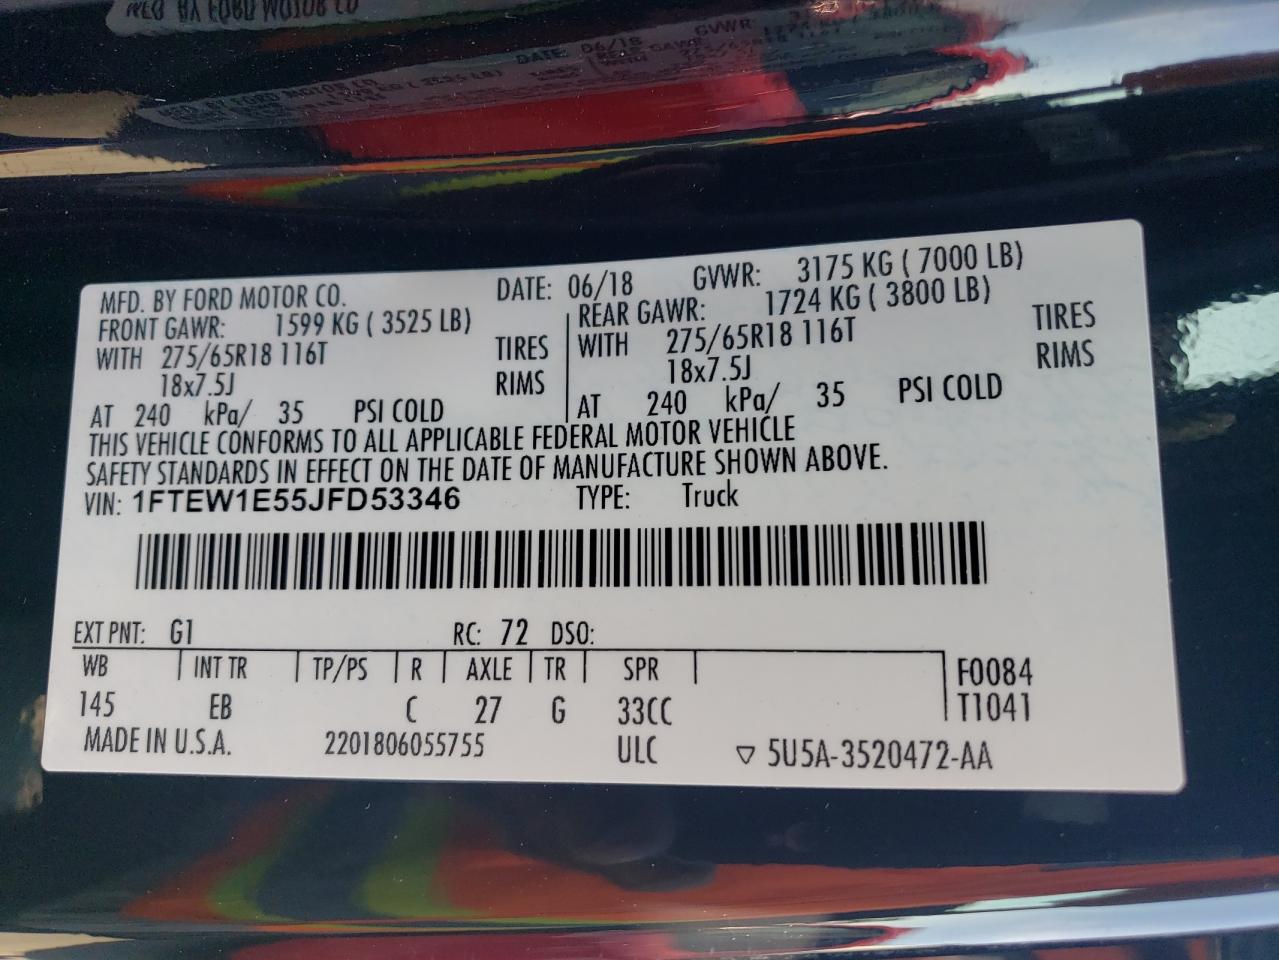 MFD. BY FORD MOTOR CO. DATE: 06/18 GVWR: 3175 KG ( 7000 LB)
FRONT GAWR: 1599 KG ( 3525 LB) REAR GAWR: 1724 KG ( 3800 LB)
WITH 275/65R18 116T TIRES WITH 275/65R18 116T TIRES
18x7.5J RIMS 18x7.5J RIMS
AT 240 kPa/ 35 PSI COLD AT 240 kPa/ 35 PSI COLD
THIS VEHICLE CONFORMS TO ALL APPLICABLE FEDERAL MOTOR VEHICLE
SAFETY STANDARDS IN EFFECT ON THE DATE OF MANUFACTURE SHOWN ABOVE.
VIN: 1FTEW1E55JFD53346 TYPE: Truck
EXT PNT: G1 RC: 72 DSO:
WB INT TR TP/PS R AXLE TR SPR F0084
145 EB C 27 G 33CC T1041
MADE IN U.S.A. 2201806055755 ULC ▽ 5U5A-3520472-AA